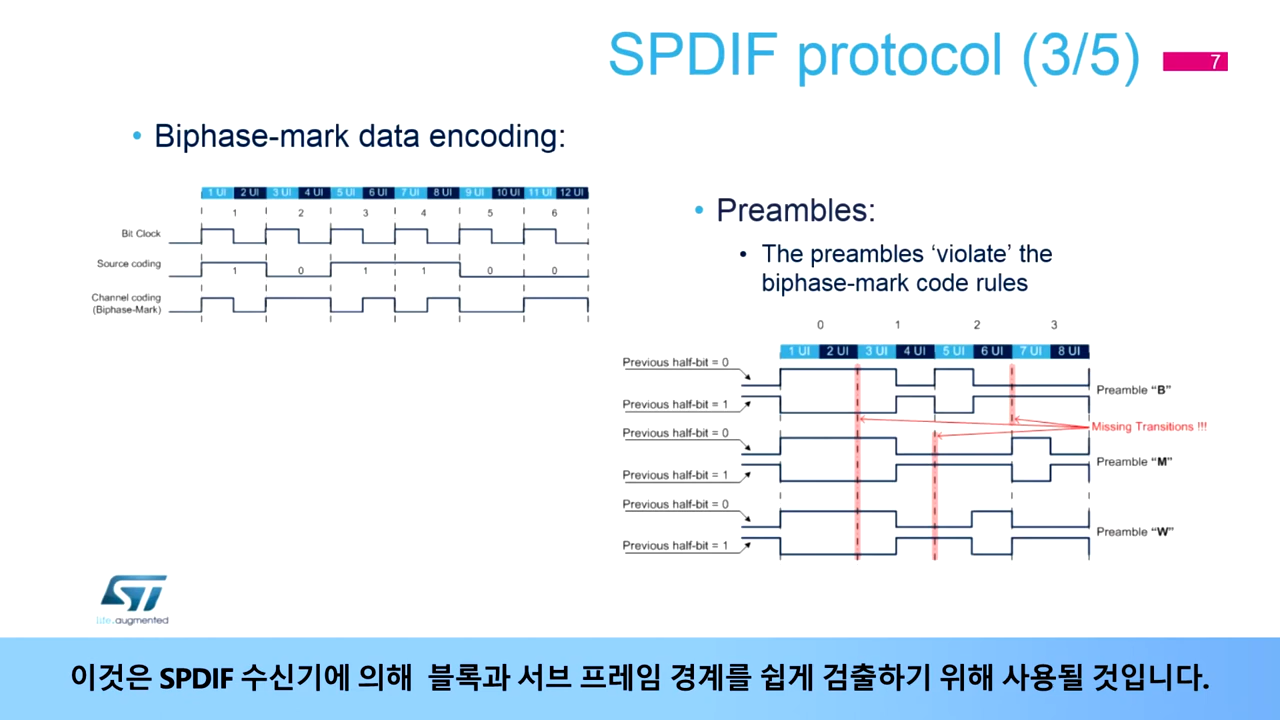 SPDIF protocol (3/5)
7
• Biphase-mark data encoding:
1 UI 2 UI 3 UI 4 UI 5 UI 6 UI 7 UI 8 UI 9 UI 10 UI 11 UI 12 UI
1 2 3 4 5 6
Bit Clock
Source coding
1 0 1 1 0 0
Channel coding
(Biphase-Mark)
• Preambles:
• The preambles ‘violate’ the
biphase-mark code rules
0 1 2 3
1 UI 2 UI 3 UI 4 UI 5 UI 6 UI 7 UI 8 UI
Previous half-bit = 0
Preamble “B”
Previous half-bit = 1
Missing Transitions !!!
Previous half-bit = 0
Preamble “M”
Previous half-bit = 1
Previous half-bit = 0
Preamble “W”
Previous half-bit = 1
ST
life.augmented
이것은 SPDIF 수신기에 의해 블록과 서브 프레임 경계를 쉽게 검출하기 위해 사용될 것입니다.